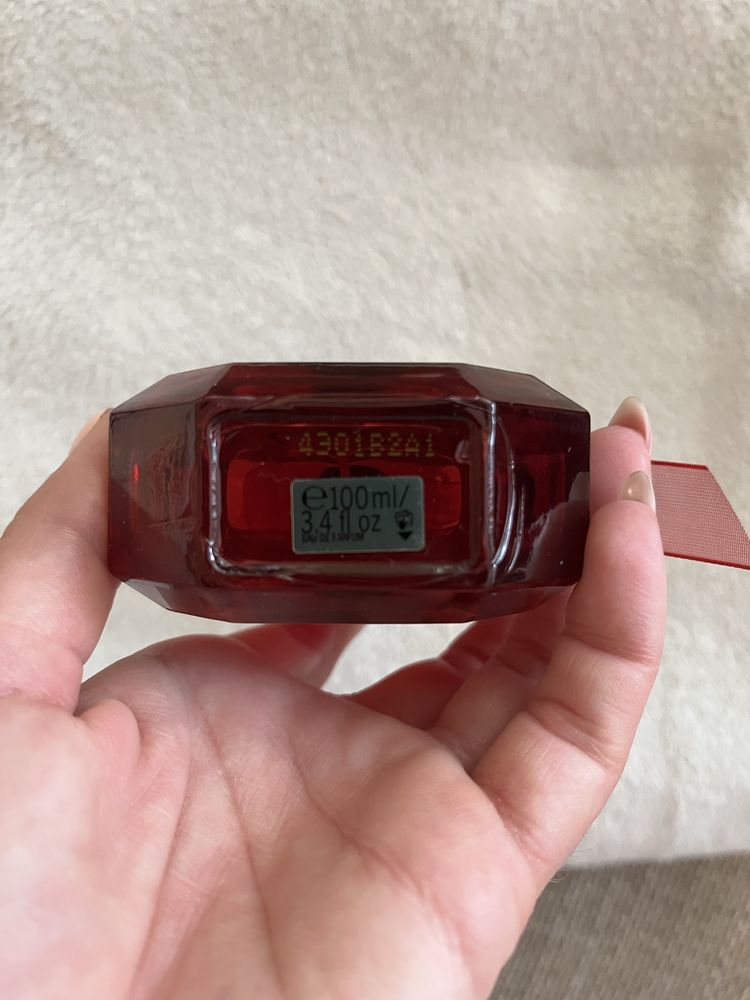 4301B2A1
℮100ml/
3.4 fl oz
EAU DE PARFUM